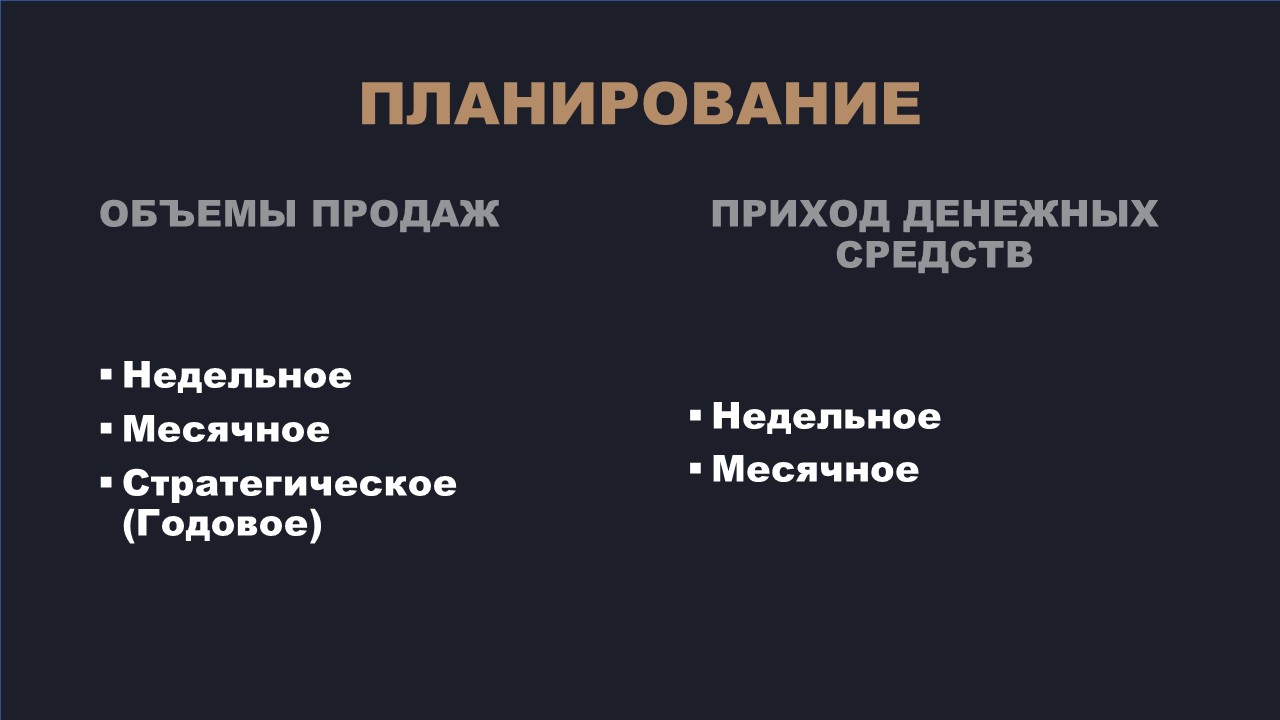 ПЛАНИРОВАНИЕ
ОБЪЕМЫ ПРОДАЖ
▪ Недельное
▪ Месячное
▪ Стратегическое
(Годовое)
ПРИХОД ДЕНЕЖНЫХ
СРЕДСТВ
▪ Недельное
▪ Месячное